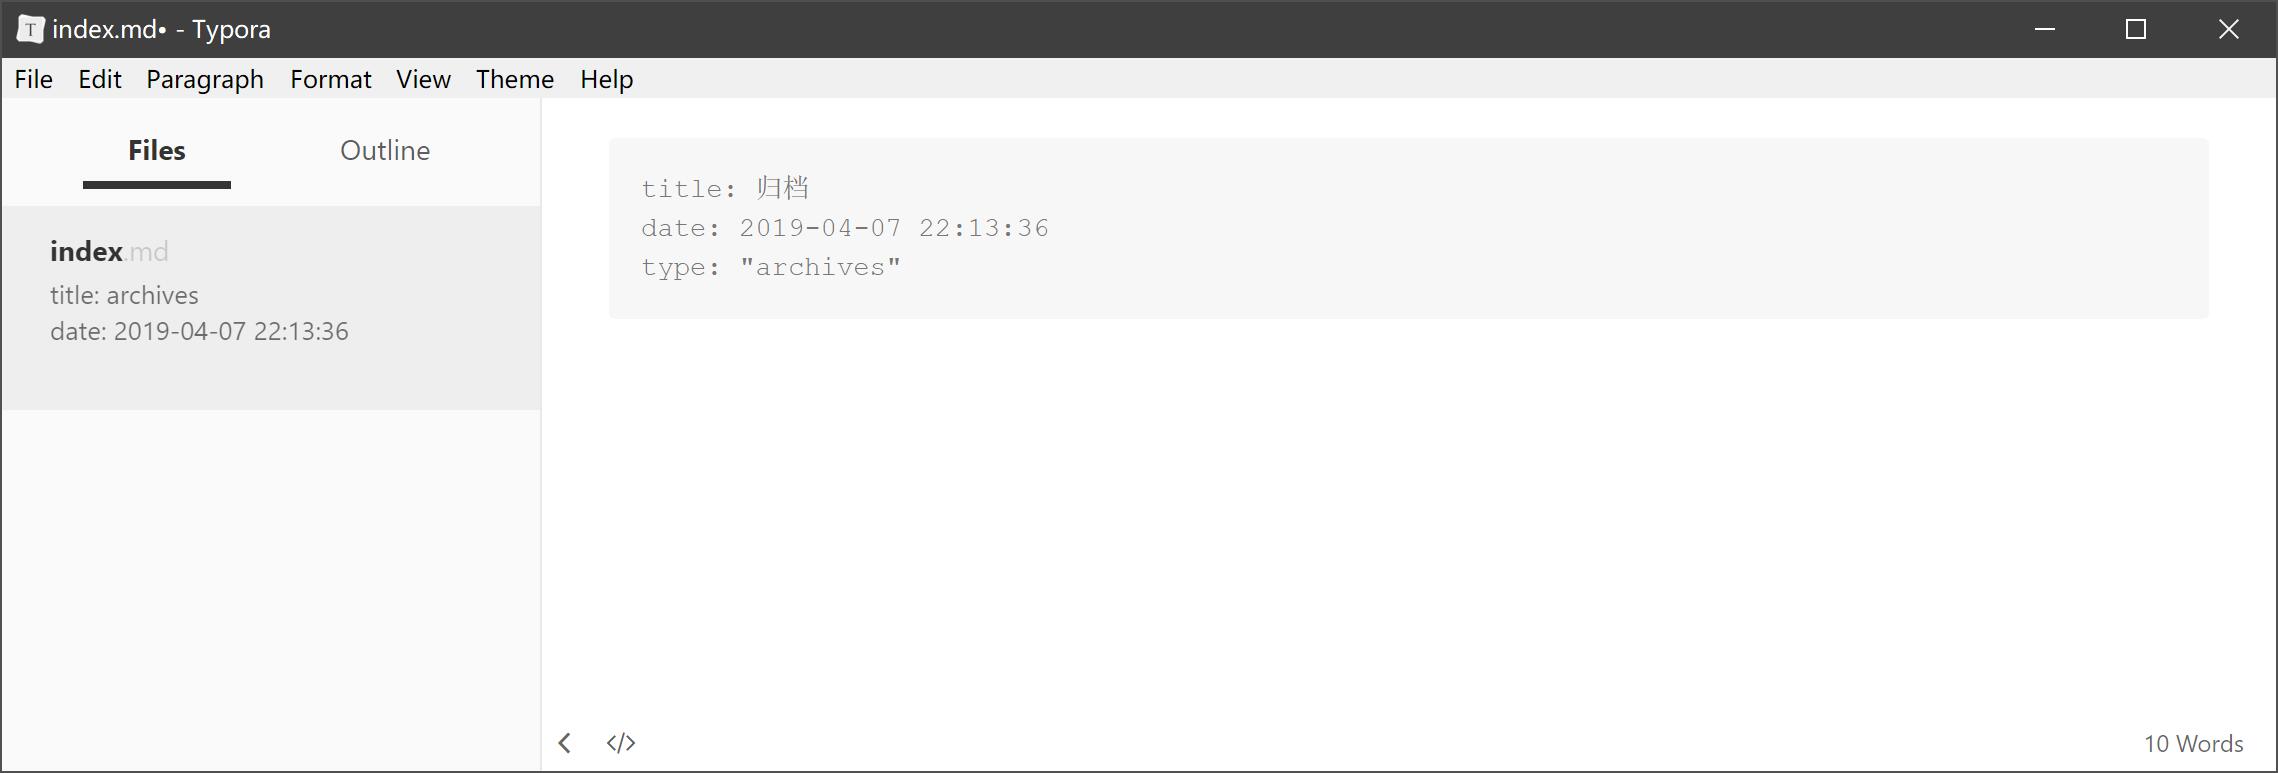 T index.md• - Typora
File Edit Paragraph Format View Theme Help
Files Outline
index.md
title: archives
date: 2019-04-07 22:13:36
title: 归档
date: 2019-04-07 22:13:36
type: "archives"
</> 10 Words